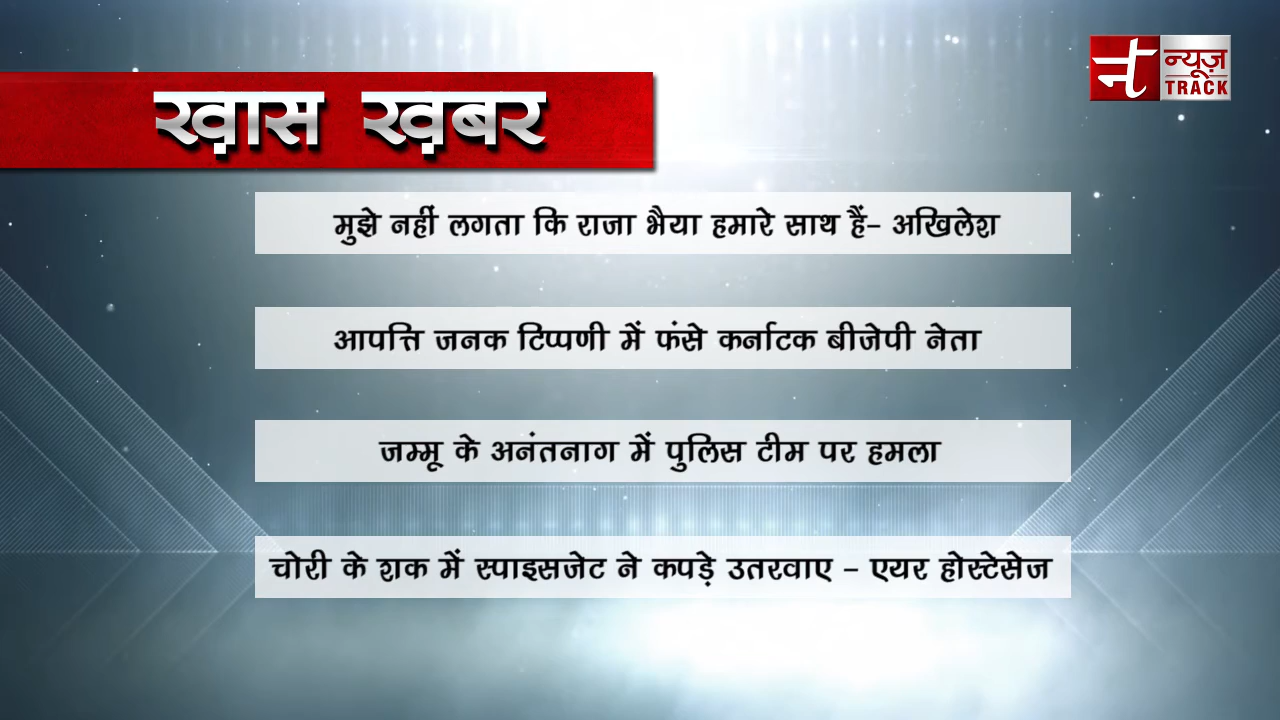 न्यूज़
TRACK
ख़ास ख़बर
मुझे नहीं लगता कि राजा भैया हमारे साथ हैं- अखिलेश
आपत्ति जनक टिप्पणी में फंसे कर्नाटक बीजेपी नेता
जम्मू के अनंतनाग में पुलिस टीम पर हमला
चोरी के शक में स्पाइसजेट ने कपड़े उतरवाए - एयर होस्टेसेज